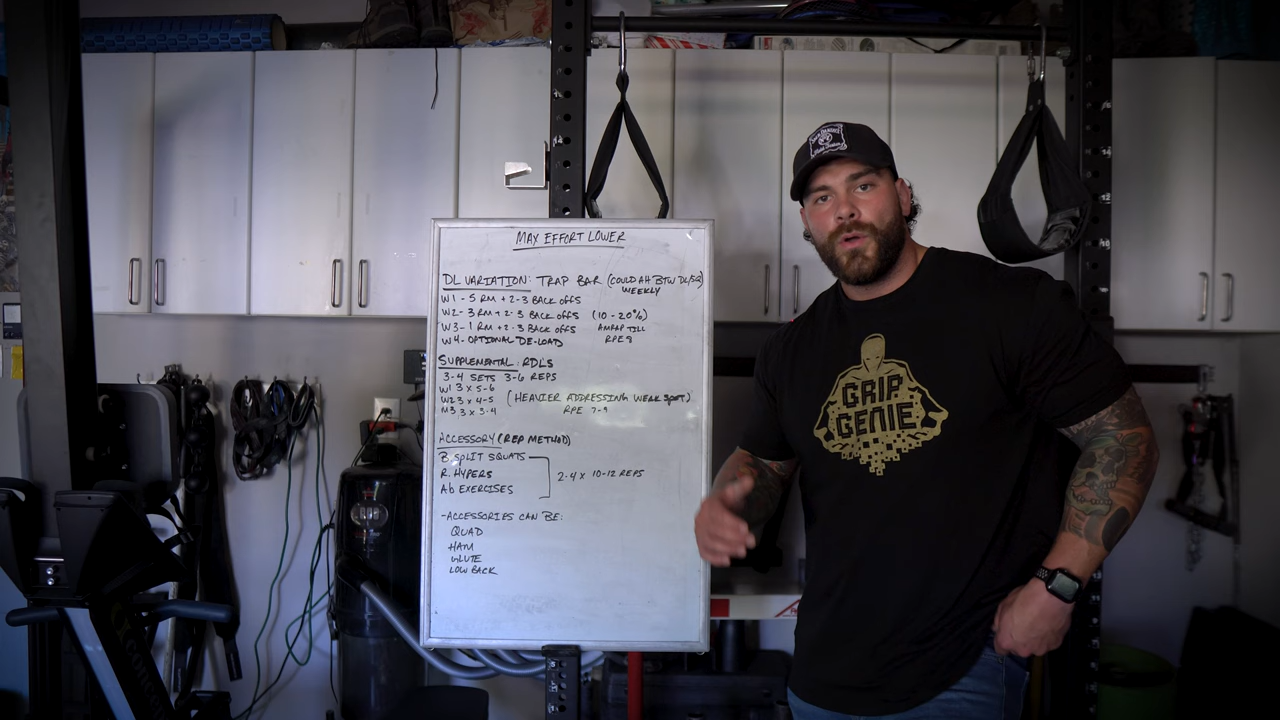 MAX EFFORT LOWER
DL VARIATION: TRAP BAR (COULD AH BTW DL/SQ WEEKLY
W1 - 5 RM + 2-3 BACK OFFS
W2 - 3 RM + 2-3 BACK OFFS (10-20%)
W3 - 1 RM + 2-3 BACK OFFS AMRAP TILL
W4 - OPTIONAL DE-LOAD RPE 8
SUPPLEMENTAL: RDLS
3-4 SETS 3-6 REPS
W1 3 x 5-6
W2 3 x 4-5 (HEAVIER ADDRESSING WEAK SPOT)
W3 3 x 3-4 RPE 7-9
ACCESSORY (REP METHOD)
B. SPLIT SQUATS
R. HYPERS 2-4 x 10-12 REPS
Ab EXERCISES
-ACCESSORIES CAN BE:
QUAD
HAM
GLUTE
LOW BACK
GRIP
GENIE